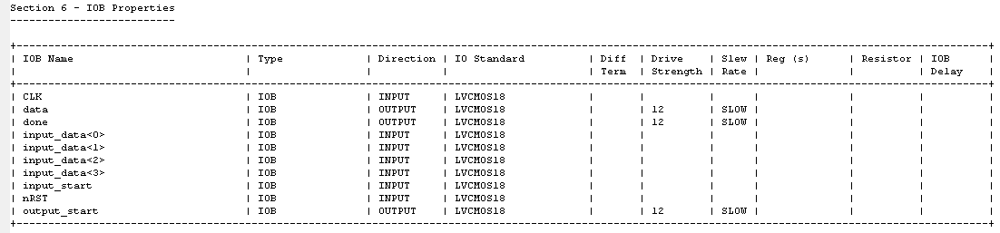 Section 6 - IOB Properties
--------------------------
+---------------------------------------------------------------------------------------------------------------------------------------------------------+
| IOB Name                           | Type             | Direction | IO Standard          | Diff  | Drive    | Slew | Reg (s)      | Resistor | IOB      |
|                                    |                  |           |                      | Term  | Strength | Rate |              |          | Delay    |
+---------------------------------------------------------------------------------------------------------------------------------------------------------+
| CLK                                | IOB              | INPUT     | LVCMOS18             |       |          |      |              |          |          |
| data                               | IOB              | OUTPUT    | LVCMOS18             |       | 12       | SLOW |              |          |          |
| done                               | IOB              | OUTPUT    | LVCMOS18             |       | 12       | SLOW |              |          |          |
| input_data<0>                      | IOB              | INPUT     | LVCMOS18             |       |          |      |              |          |          |
| input_data<1>                      | IOB              | INPUT     | LVCMOS18             |       |          |      |              |          |          |
| input_data<2>                      | IOB              | INPUT     | LVCMOS18             |       |          |      |              |          |          |
| input_data<3>                      | IOB              | INPUT     | LVCMOS18             |       |          |      |              |          |          |
| input_start                        | IOB              | INPUT     | LVCMOS18             |       |          |      |              |          |          |
| nRST                               | IOB              | INPUT     | LVCMOS18             |       |          |      |              |          |          |
| output_start                       | IOB              | OUTPUT    | LVCMOS18             |       | 12       | SLOW |              |          |          |
+---------------------------------------------------------------------------------------------------------------------------------------------------------+